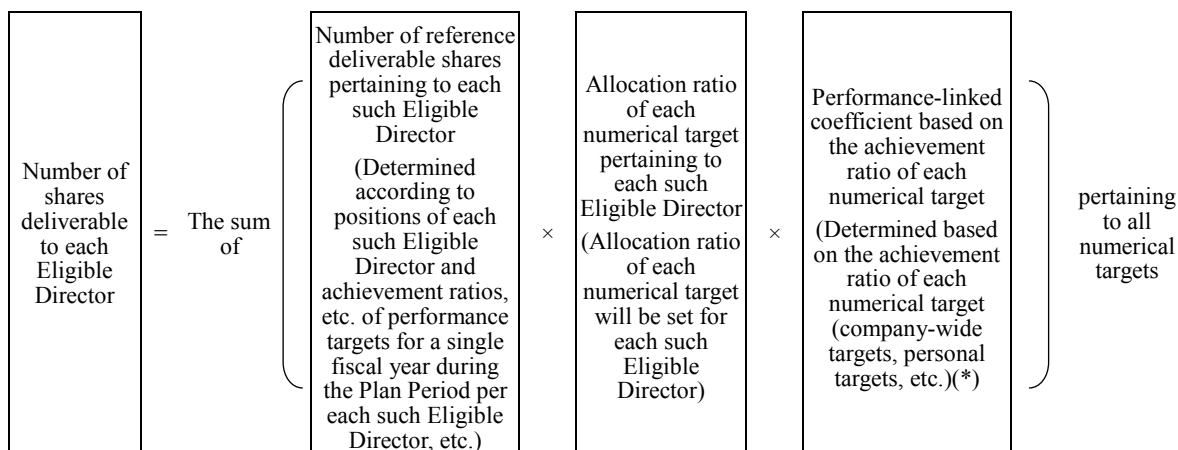 Number of
shares
deliverable
to each
Eligible
Director
=
The sum
of
Number of reference
deliverable shares
pertaining to each
such Eligible
Director
(Determined
according to
positions of each
such Eligible
Director and
achievement ratios,
etc. of performance
targets for a single
fiscal year during
the Plan Period per
each such Eligible
Director, etc.)
×
Allocation ratio
of each
numerical target
pertaining to
each such
Eligible Director
(Allocation ratio
of each
numerical target
will be set for
each such
Eligible
Director)
×
Performance-linked
coefficient based on
the achievement
ratio of each
numerical target
(Determined based
on the achievement
ratio of each
numerical target
(company-wide
targets, personal
targets, etc.)(*)
pertaining
to all
numerical
targets